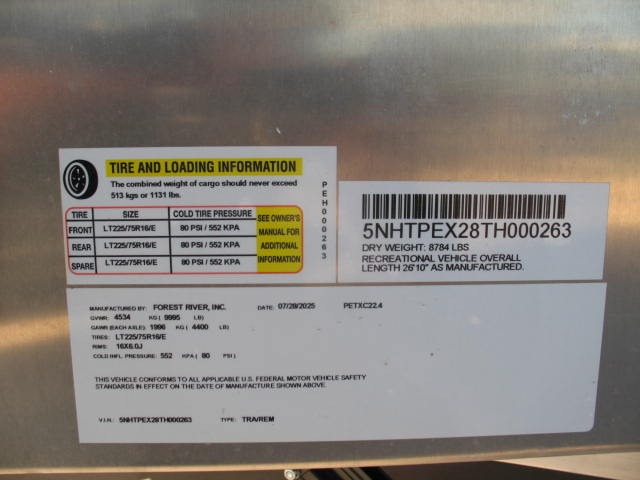 TIRE AND LOADING INFORMATION
The combined weight of cargo should never exceed
513 kgs or 1131 lbs.
TIRE SIZE COLD TIRE PRESSURE SEE OWNER'S MANUAL FOR ADDITIONAL INFORMATION
FRONT LT225/75R16/E 80 PSI / 552 KPA
REAR LT225/75R16/E 80 PSI / 552 KPA
SPARE LT225/75R16/E 80 PSI / 552 KPA
PEH000263
5NHTPEX28TH000263
DRY WEIGHT: 8784 LBS
RECREATIONAL VEHICLE OVERALL
LENGTH 26'10" AS MANUFACTURED.
MANUFACTURED BY: FOREST RIVER, INC. DATE: 07/28/2025 PETXC22.4
GVWR: 4534 KG ( 9995 LB)
GAWR (EACH AXLE): 1996 KG ( 4400 LB)
TIRES: LT225/75R16/E
RIMS: 16X6.0J
COLD INFL. PRESSURE: 552 KPA ( 80 PSI )
THIS VEHICLE CONFORMS TO ALL APPLICABLE U.S. FEDERAL MOTOR VEHICLE SAFETY
STANDARDS IN EFFECT ON THE DATE OF MANUFACTURE SHOWN ABOVE.
V.I.N.: 5NHTPEX28TH000263 TYPE: TRA/REM